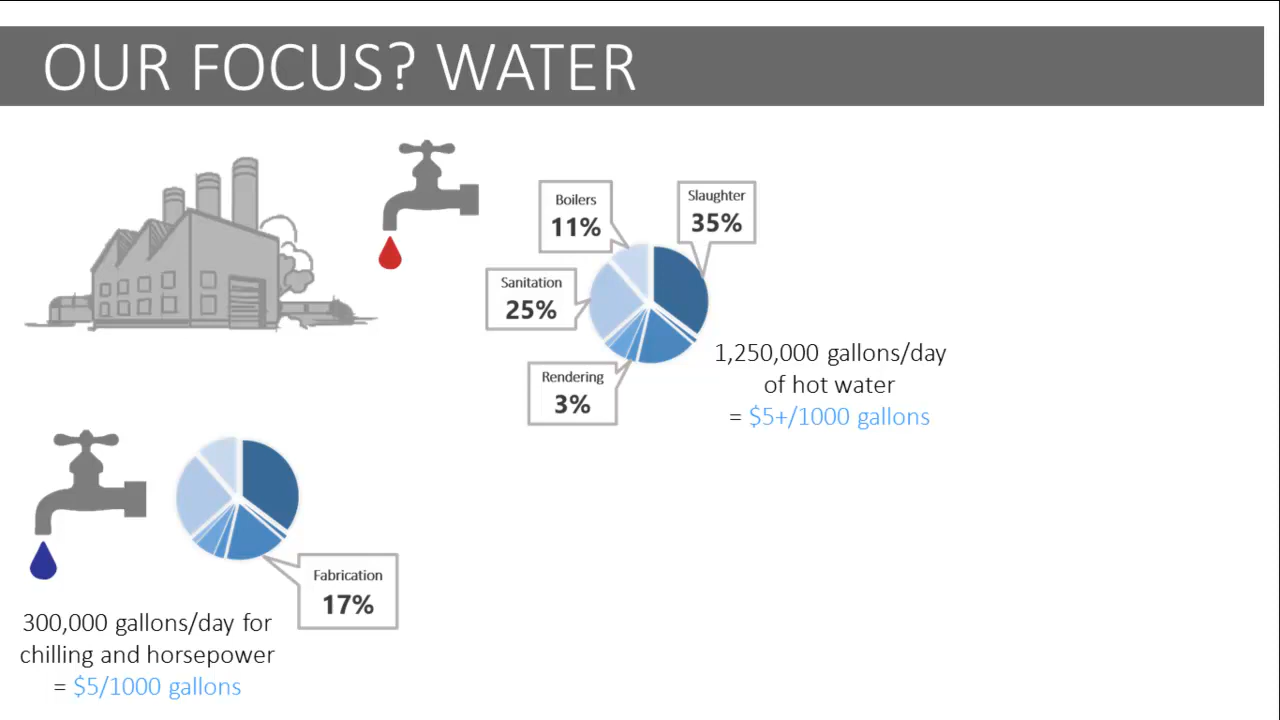 OUR FOCUS? WATER
Boilers
11%
Slaughter
35%
Sanitation
25%
Rendering
3%
1,250,000 gallons/day
of hot water
= $5+/1000 gallons
Fabrication
17%
300,000 gallons/day for
chilling and horsepower
= $5/1000 gallons